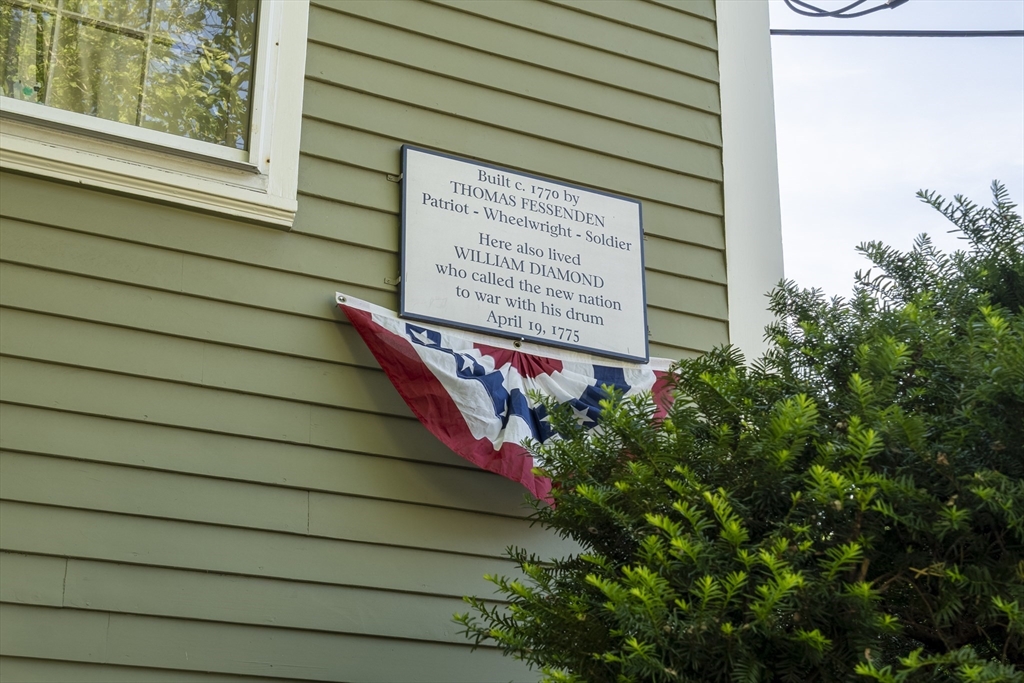 Built c. 1770 by
THOMAS FESSENDEN
Patriot - Wheelwright - Soldier
Here also lived
WILLIAM DIAMOND
who called the new nation
to war with his drum
April 19, 1775